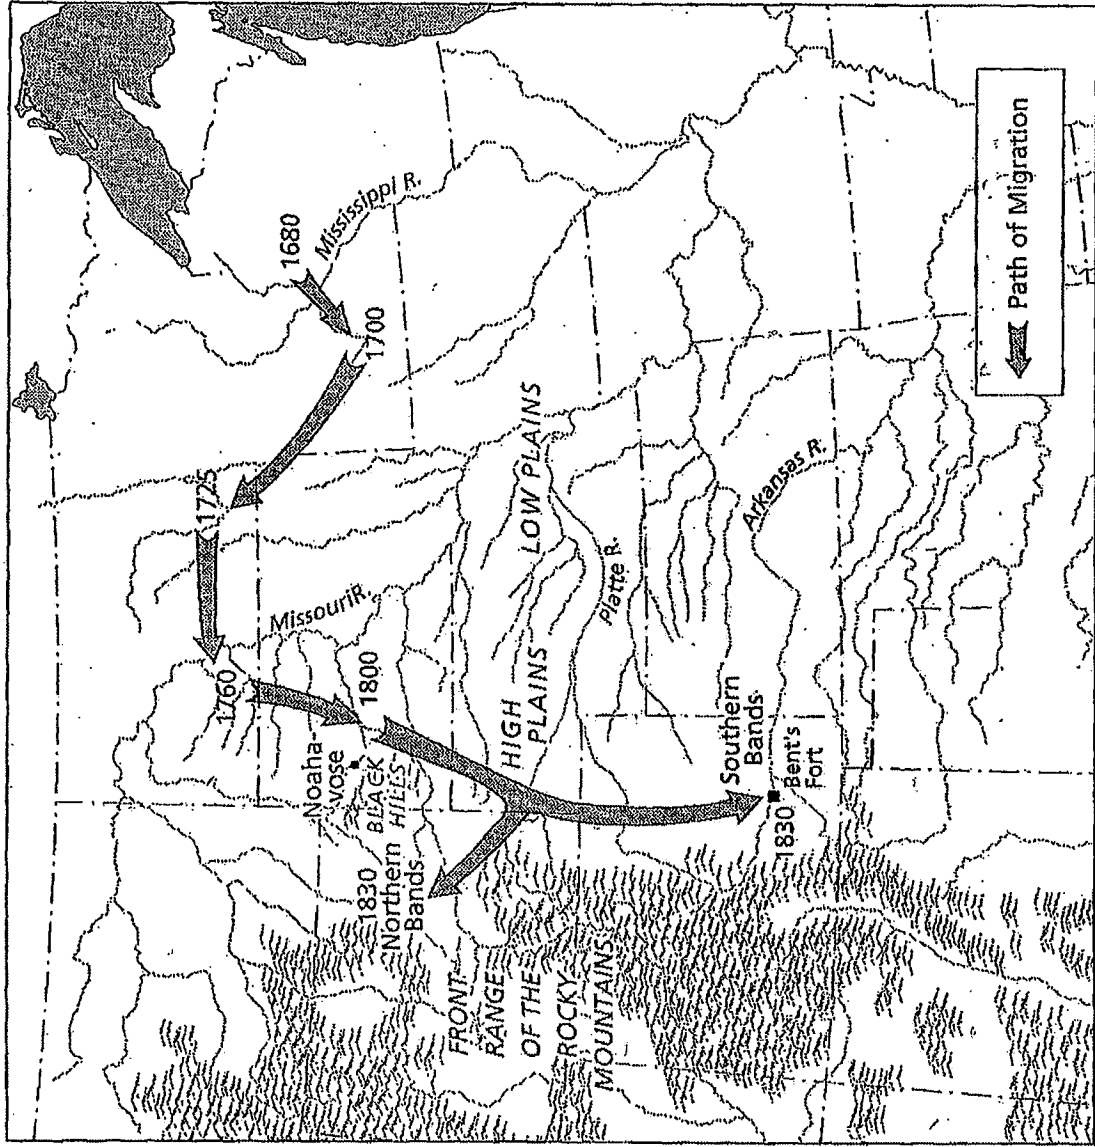 1680
Mississippi R.
1700
1725
1760
Missouri R.
1800
Noaha
vose
BLACK
HILLS
1830
Northern
Bands
HIGH
PLAINS
LOW PLAINS
Platte R.
FRONT
RANGE
OF THE
ROCKY
MOUNTAINS
Southern
Bands
Bent's
Fort
1830
Arkansas R.
Path of Migration